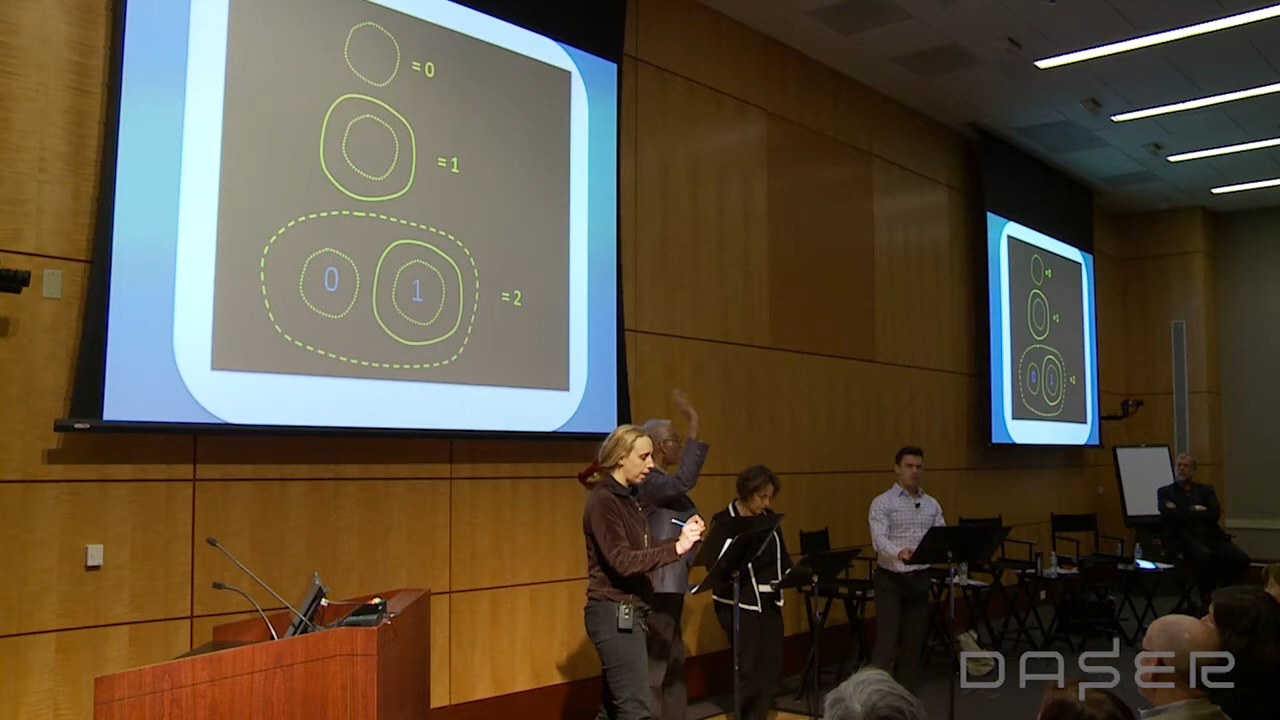 = 0
= 1
0 1 = 2
DASER